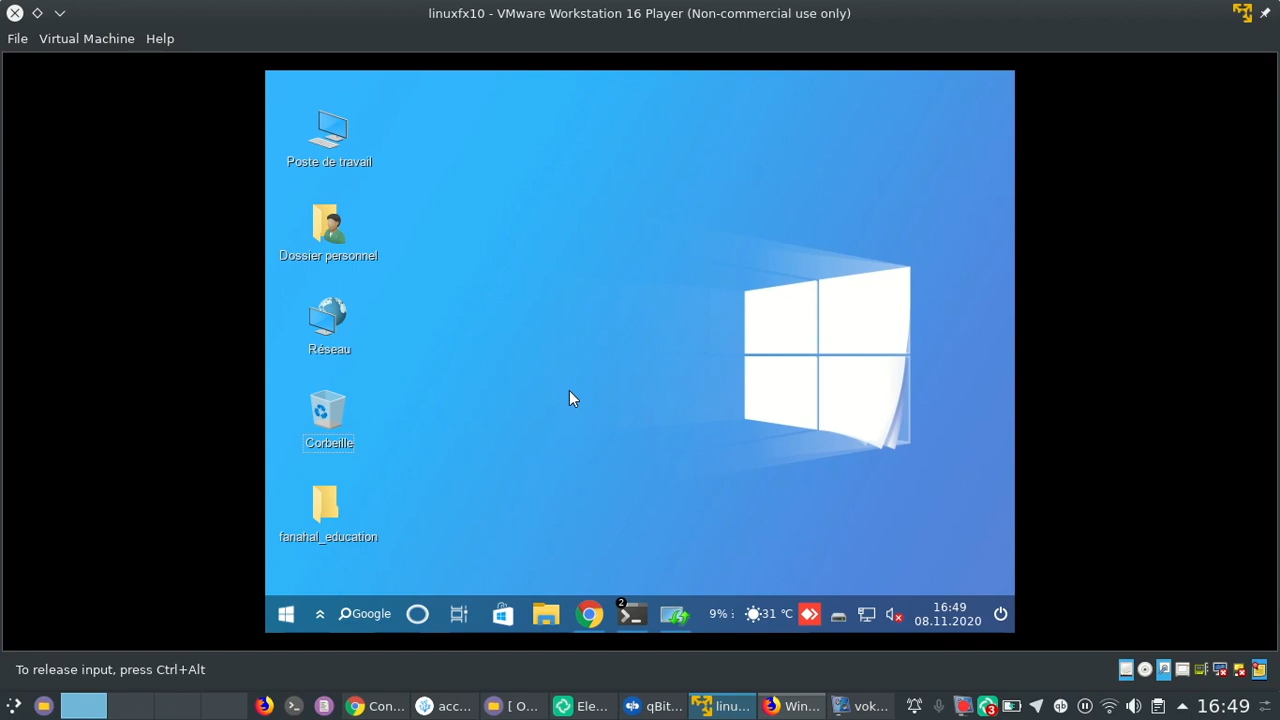 linuxfx10 - VMware Workstation 16 Player (Non-commercial use only)
File Virtual Machine Help
Poste de travail
Dossier personnel
Réseau
Corbeille
fanahal_education
Google
2
9%
31 °C
16:49
08.11.2020
To release input, press Ctrl+Alt
Con...
acc...
[ O...
Ele...
qBit...
linu...
Win...
vok...
3
16:49